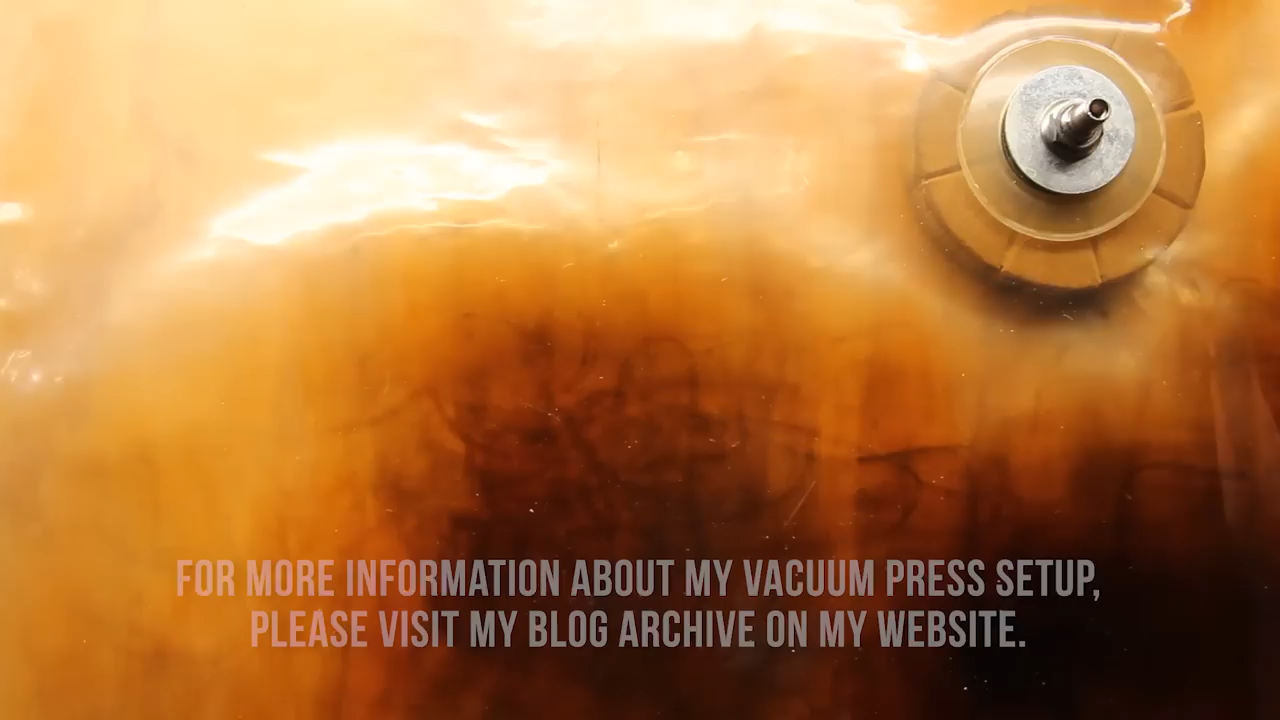 FOR MORE INFORMATION ABOUT MY VACUUM PRESS SETUP,
PLEASE VISIT MY BLOG ARCHIVE ON MY WEBSITE.